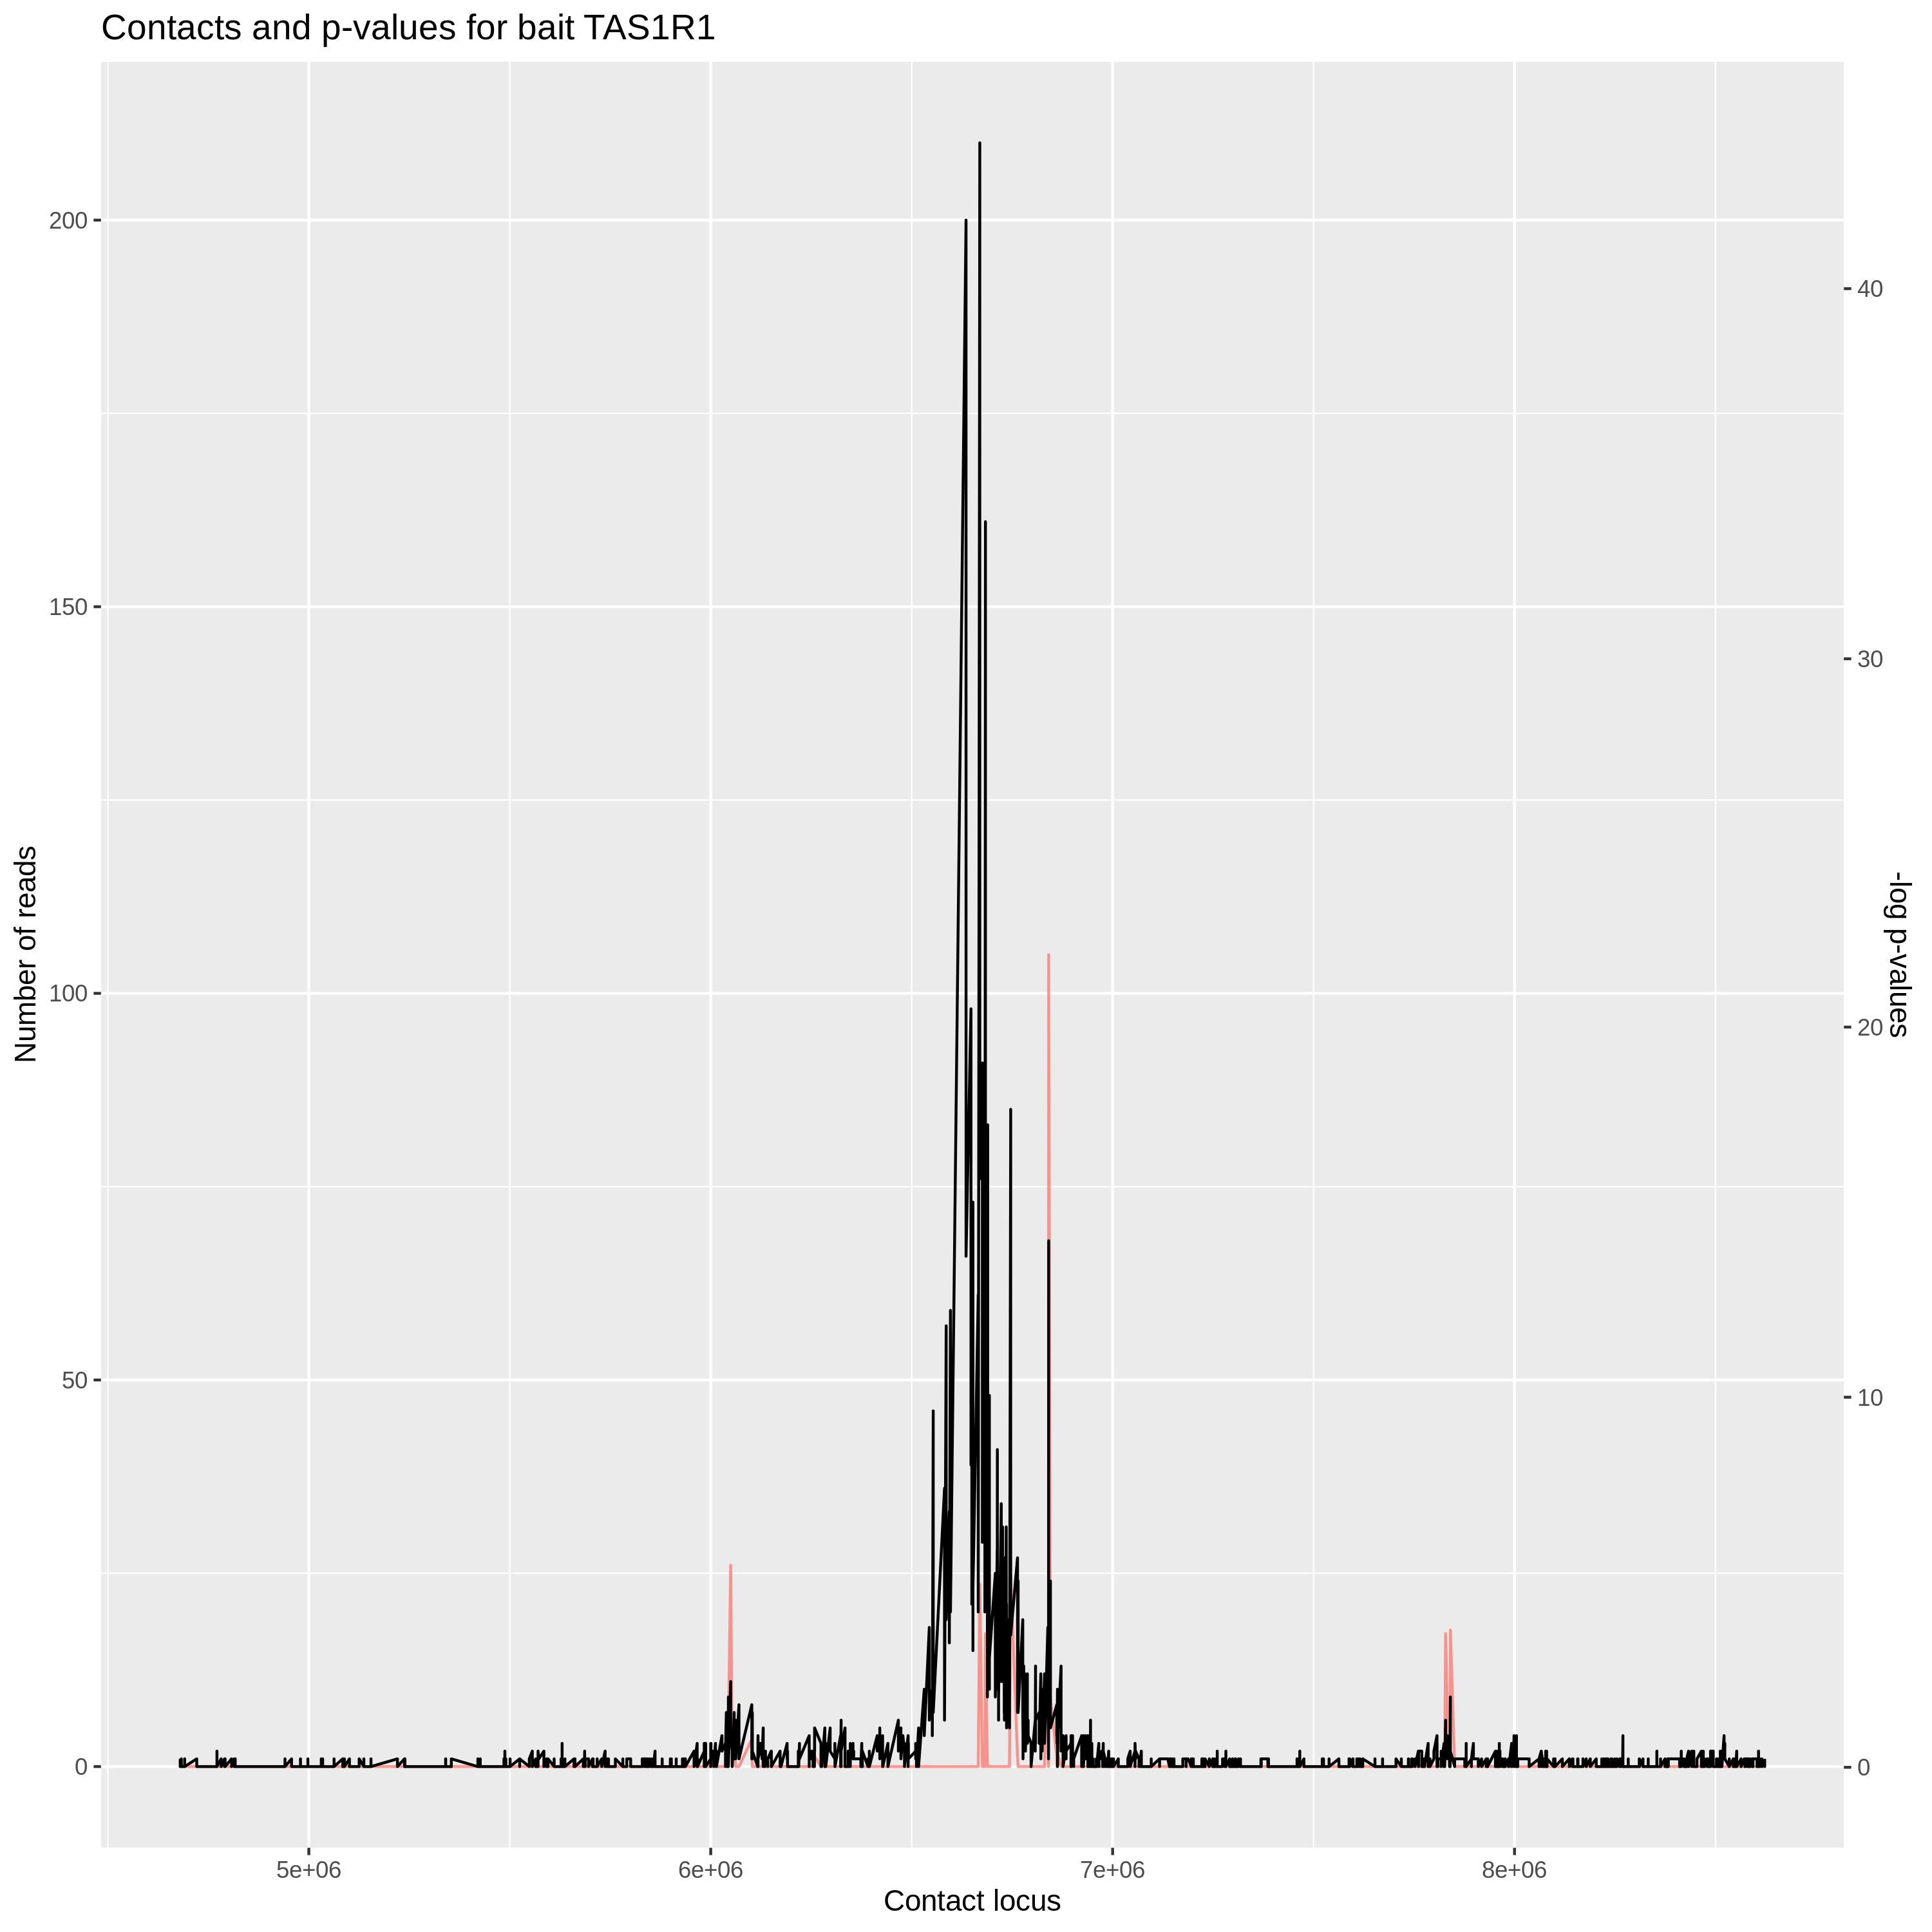 Contacts and p-values for bait TAS1R1
200
150
100
50
0
Number of reads
40
30
20
10
0
-log p-values
5e+06
6e+06
7e+06
8e+06
Contact locus